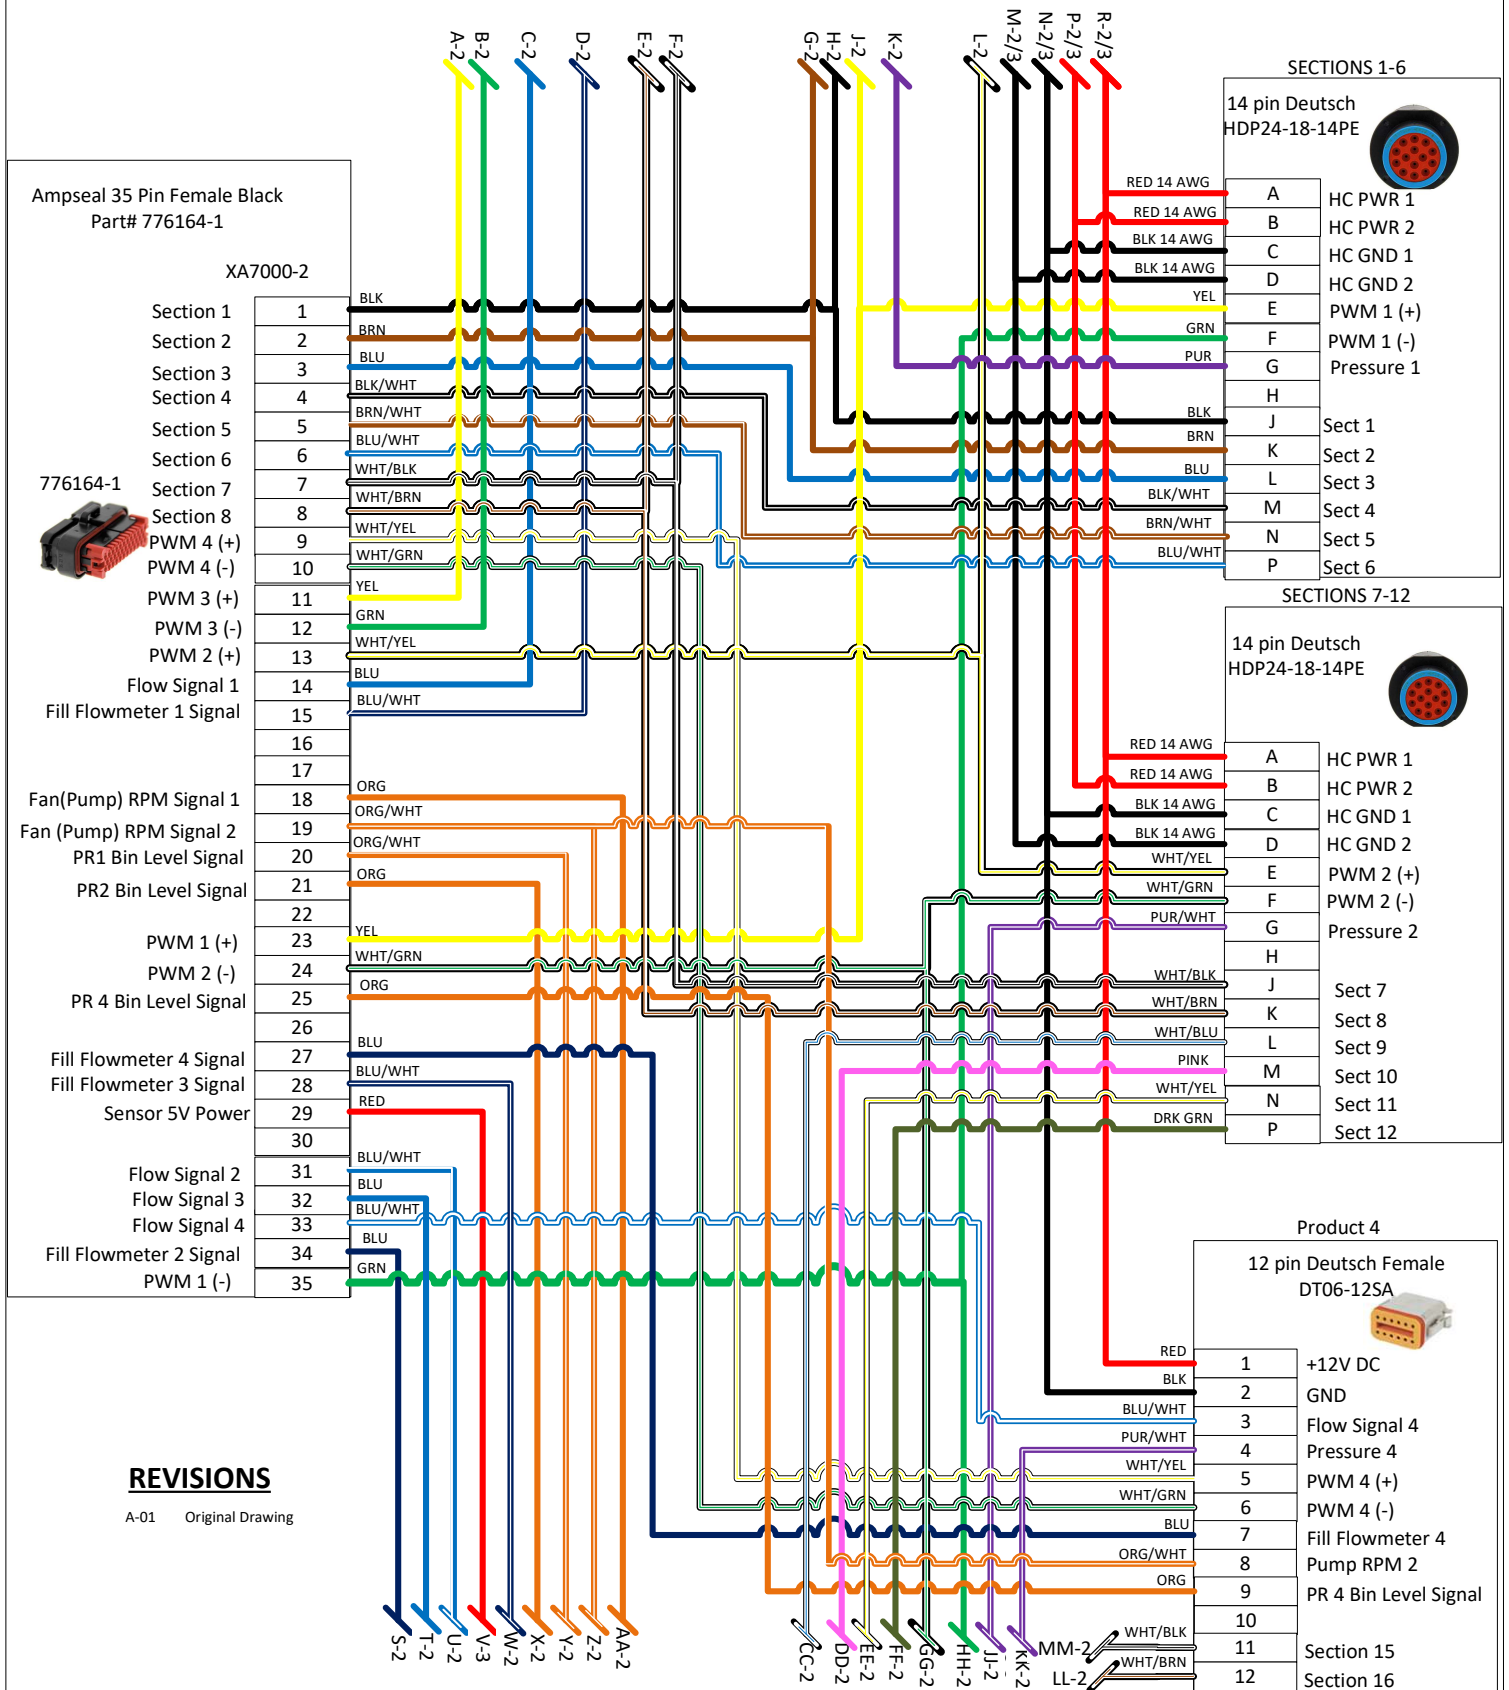 A-2
B-2
C-2
D-2
E-2
F-2
G-2
H-2
J-2
K-2
L-2
M-2/3
N-2/3
P-2/3
R-2/3
Ampseal 35 Pin Female Black
Part# 776164-1
XA7000-2
776164-1
Section 1 1 BLK
Section 2 2 BRN
Section 3 3 BLU
Section 4 4 BLK/WHT
Section 5 5 BRN/WHT
Section 6 6 BLU/WHT
Section 7 7 WHT/BLK
Section 8 8 WHT/BRN
PWM 4 (+) 9 WHT/YEL
PWM 4 (-) 10 WHT/GRN
PWM 3 (+) 11 YEL
PWM 3 (-) 12 GRN
PWM 2 (+) 13 WHT/YEL
Flow Signal 1 14 BLU
Fill Flowmeter 1 Signal 15 BLU/WHT
16
17
Fan(Pump) RPM Signal 1 18 ORG
Fan (Pump) RPM Signal 2 19 ORG/WHT
PR1 Bin Level Signal 20 ORG/WHT
PR2 Bin Level Signal 21 ORG
22
PWM 1 (+) 23 YEL
PWM 2 (-) 24 WHT/GRN
PR 4 Bin Level Signal 25 ORG
26
Fill Flowmeter 4 Signal 27 BLU
Fill Flowmeter 3 Signal 28 BLU/WHT
Sensor 5V Power 29 RED
30
Flow Signal 2 31 BLU/WHT
Flow Signal 3 32 BLU
Flow Signal 4 33 BLU/WHT
Fill Flowmeter 2 Signal 34 BLU
PWM 1 (-) 35 GRN
SECTIONS 1-6
14 pin Deutsch
HDP24-18-14PE
RED 14 AWG A HC PWR 1
RED 14 AWG B HC PWR 2
BLK 14 AWG C HC GND 1
BLK 14 AWG D HC GND 2
YEL E PWM 1 (+)
GRN F PWM 1 (-)
PUR G Pressure 1
H
BLK J Sect 1
BRN K Sect 2
BLU L Sect 3
BLK/WHT M Sect 4
BRN/WHT N Sect 5
BLU/WHT P Sect 6
SECTIONS 7-12
14 pin Deutsch
HDP24-18-14PE
RED 14 AWG A HC PWR 1
RED 14 AWG B HC PWR 2
BLK 14 AWG C HC GND 1
BLK 14 AWG D HC GND 2
WHT/YEL E PWM 2 (+)
WHT/GRN F PWM 2 (-)
PUR/WHT G Pressure 2
H
WHT/BLK J Sect 7
WHT/BRN K Sect 8
WHT/BLU L Sect 9
PINK M Sect 10
WHT/YEL N Sect 11
DRK GRN P Sect 12
Product 4
12 pin Deutsch Female
DT06-12SA
RED 1 +12V DC
BLK 2 GND
BLU/WHT 3 Flow Signal 4
PUR/WHT 4 Pressure 4
WHT/YEL 5 PWM 4 (+)
WHT/GRN 6 PWM 4 (-)
BLU 7 Fill Flowmeter 4
ORG/WHT 8 Pump RPM 2
ORG 9 PR 4 Bin Level Signal
10
MM-2 WHT/BLK 11 Section 15
LL-2 WHT/BRN 12 Section 16
REVISIONS
A-01 Original Drawing
S-2
T-2
U-2
V-3
W-2
X-2
Y-2
Z-2
AA-2
CC-2
DD-2
EE-2
FF-2
GG-2
HH-2
JJ-2
KK-2